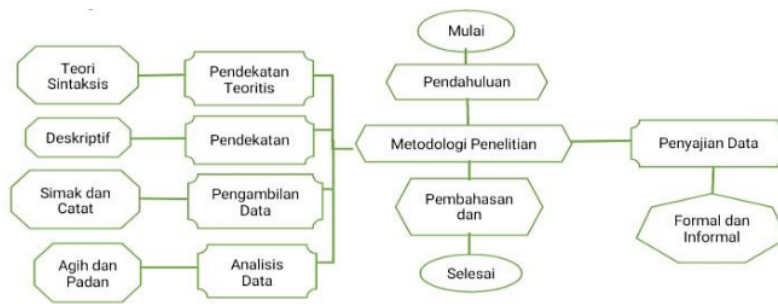 Mulai
Teori
Sintaksis
Pendekatan
Teoritis
Pendahuluan
Deskriptif
Pendekatan
Metodologi Penelitian
Penyajian Data
Simak dan
Catat
Pengambilan
Data
Pembahasan
dan
Formal dan
Informal
Agih dan
Padan
Analisis
Data
Selesai